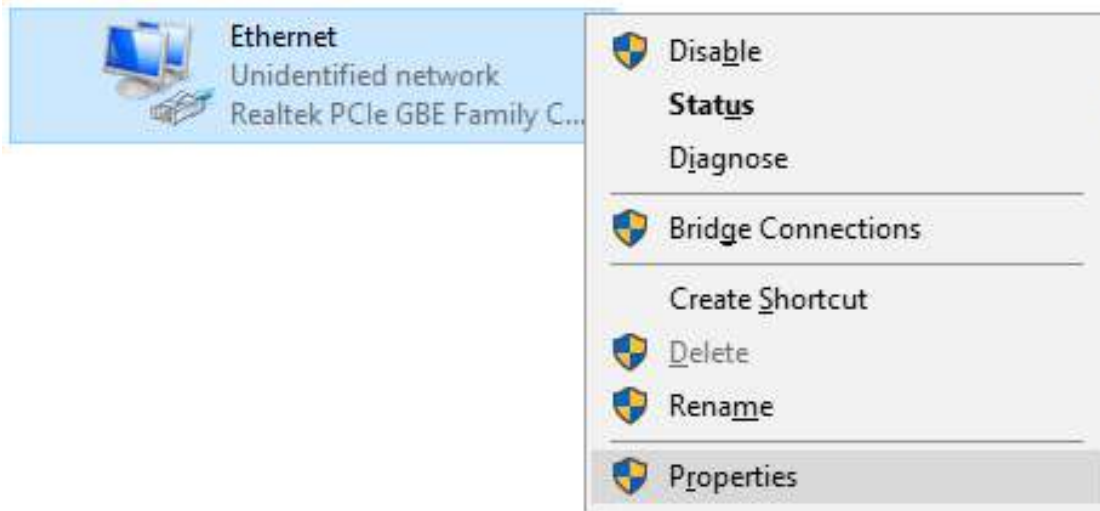 Ethernet
Unidentified network
Realtek PCIe GBE Family C...
Disable
Status
Diagnose
Bridge Connections
Create Shortcut
Delete
Rename
Properties